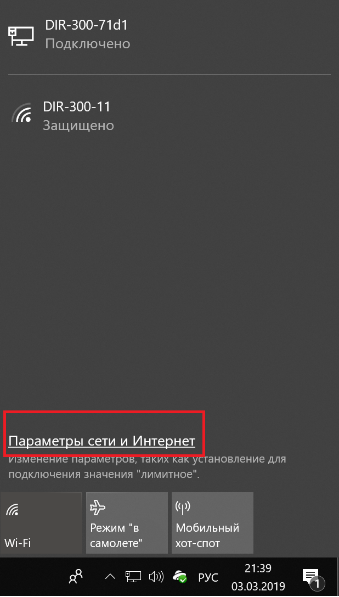 DIR-300-71d1
Подключено
DIR-300-11
Защищено
Параметры сети и Интернет
Изменение параметров, таких как установление для
подключения значения "лимитное".
Wi-Fi
Режим "в
самолете"
Мобильный
хот-спот
РУС
21:39
03.03.2019
1